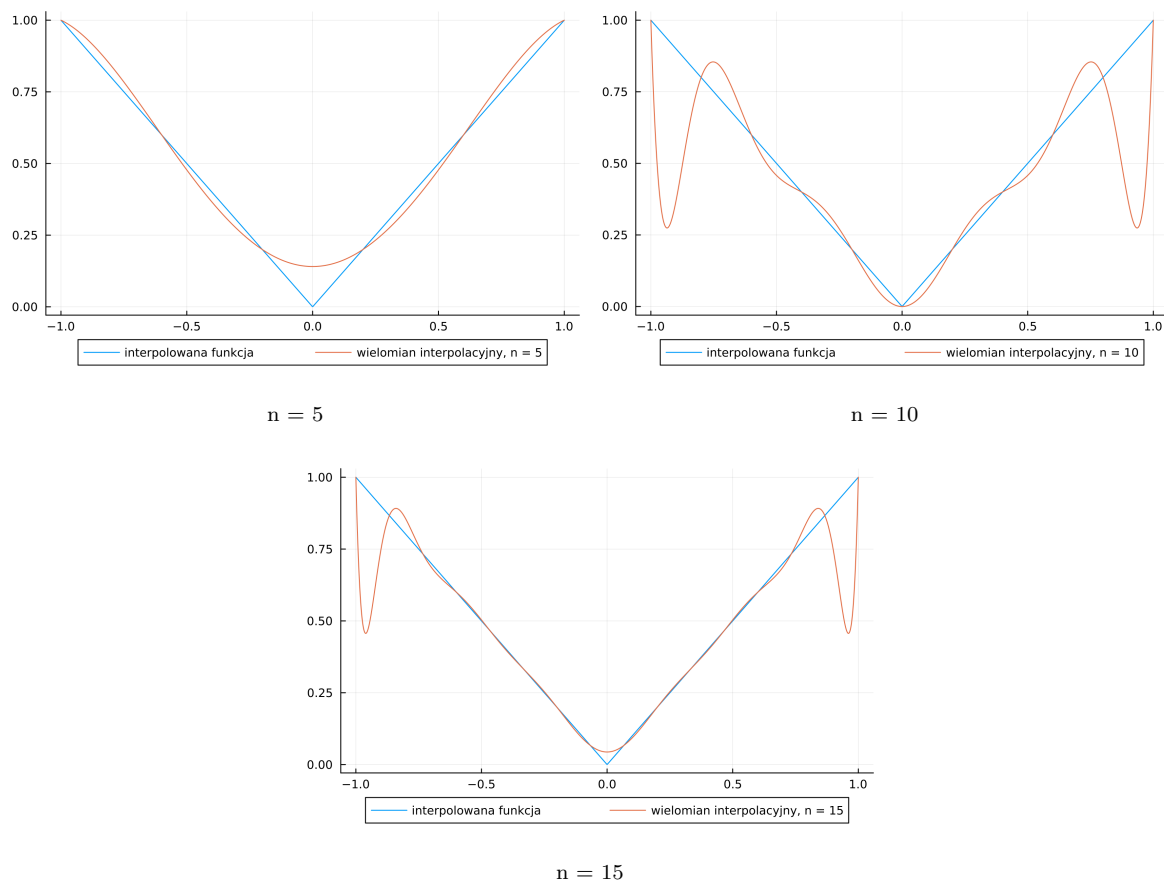 1.00
0.75
0.50
0.25
0.00
−1.0 −0.5 0.0 0.5 1.0
interpolowana funkcja wielomian interpolacyjny, n = 5
n = 5
1.00
0.75
0.50
0.25
0.00
−1.0 −0.5 0.0 0.5 1.0
interpolowana funkcja wielomian interpolacyjny, n = 10
n = 10
1.00
0.75
0.50
0.25
0.00
−1.0 −0.5 0.0 0.5 1.0
interpolowana funkcja wielomian interpolacyjny, n = 15
n = 15